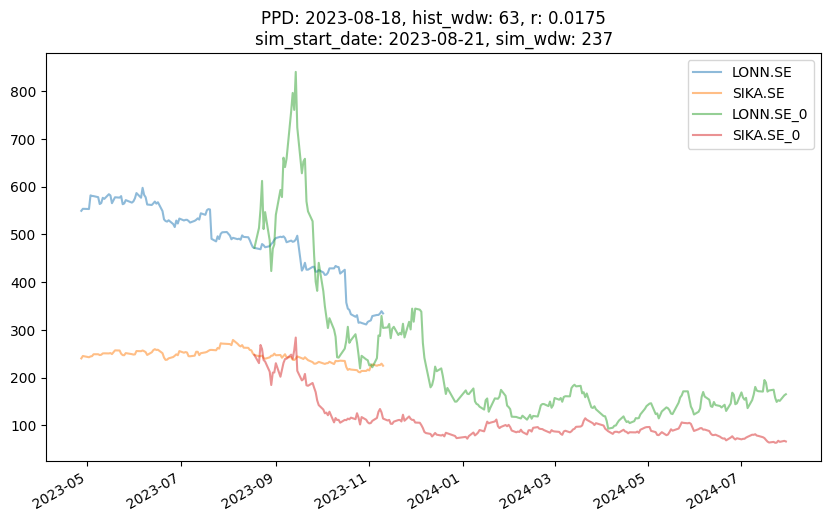 PPD: 2023-08-18, hist_wdw: 63, r: 0.0175
sim_start_date: 2023-08-21, sim_wdw: 237
LONN.SE
SIKA.SE
LONN.SE_0
SIKA.SE_0
800
700
600
500
400
300
200
100
2023-05
2023-07
2023-09
2023-11
2024-01
2024-03
2024-05
2024-07